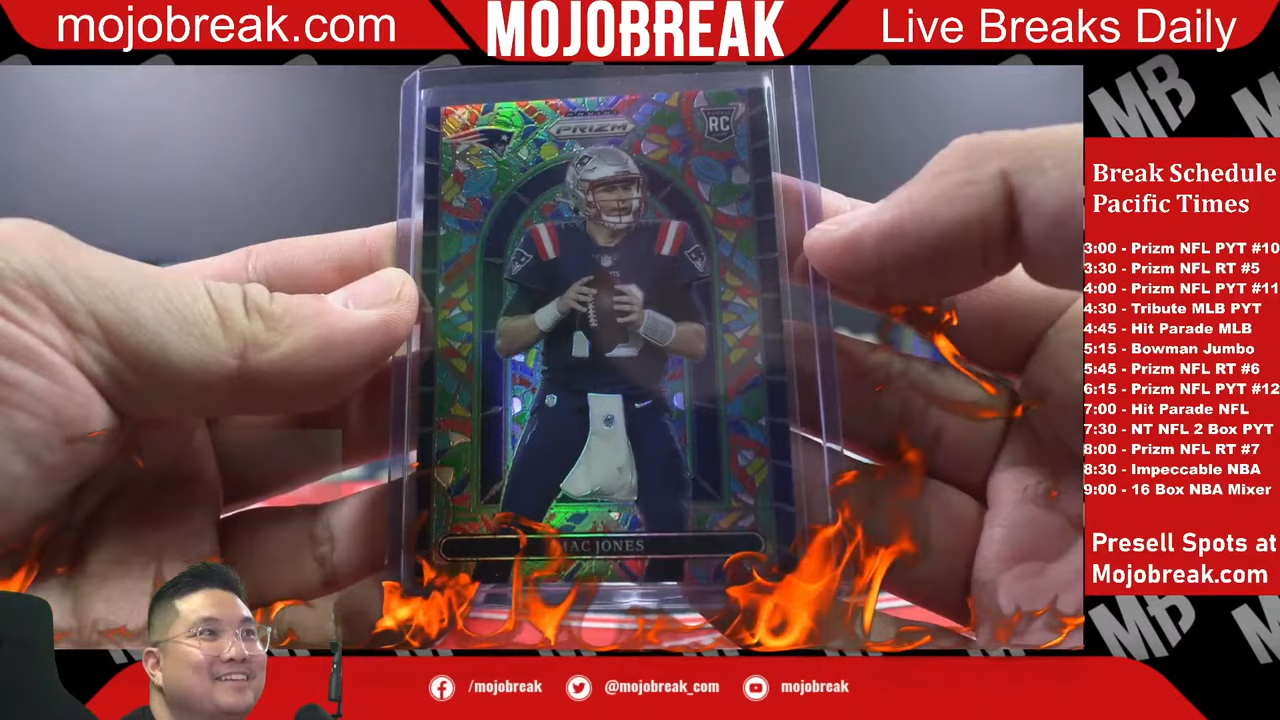 mojobreak.com
MOJOBREAK
Live Breaks Daily
PANINI
PRIZM
RC
MAC JONES
MB
Break Schedule
Pacific Times
3:00 - Prizm NFL PYT #10
3:30 - Prizm NFL RT #5
4:00 - Prizm NFL PYT #11
4:30 - Tribute MLB PYT
4:45 - Hit Parade MLB
5:15 - Bowman Jumbo
5:45 - Prizm NFL RT #6
6:15 - Prizm NFL PYT #12
7:00 - Hit Parade NFL
7:30 - NT NFL 2 Box PYT
8:00 - Prizm NFL RT #7
8:30 - Impeccable NBA
9:00 - 16 Box NBA Mixer
Presell Spots at
Mojobreak.com
MB
/mojobreak
@mojobreak_com
mojobreak